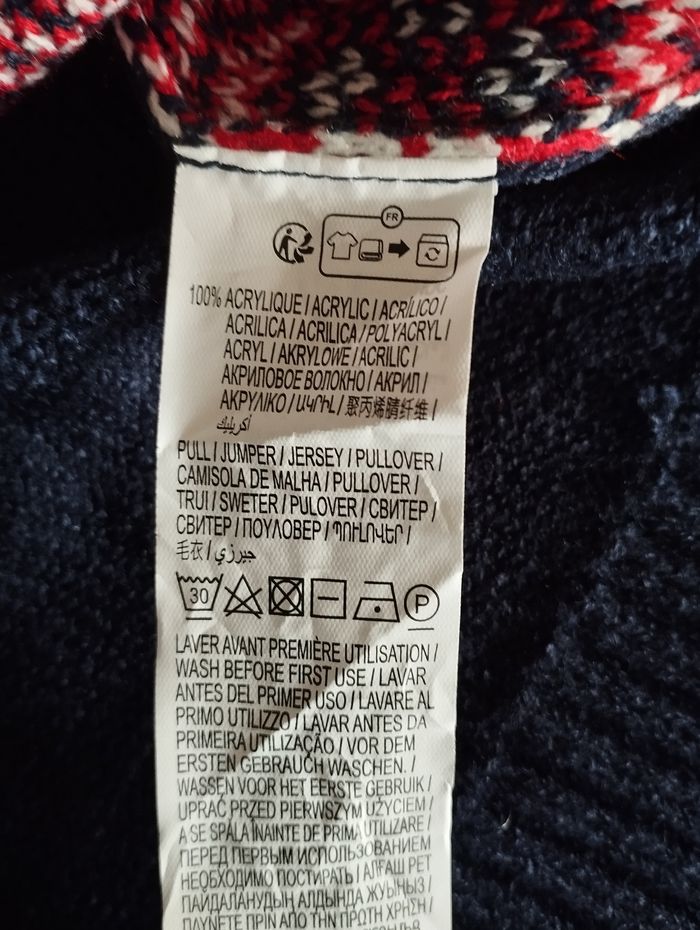 FR
100% ACRYLIQUE / ACRYLIC / ACRÍLICO /
ACRILICA / ACRILICA / POLYACRYL /
ACRYL / AKRYLOWE / ACRILIC /
АКРИЛОВОЕ ВОЛОКНО / АКРИЛ /
ΑΚΡΥΛΙΚΟ / ԱԿՐԻԼ / 聚丙烯腈纤维 /
أكريليك
PULL / JUMPER / JERSEY / PULLOVER /
CAMISOLA DE MALHA / PULLOVER /
TRUI / SWETER / PULOVER / СВИТЕР /
СВИТЕР / ΠΟΥΛΟΒΕΡ / ՊՈՒԼՈՎԵՐ /
毛衣 / جيرزي
30 P
LAVER AVANT PREMIÈRE UTILISATION /
WASH BEFORE FIRST USE / LAVAR
ANTES DEL PRIMER USO / LAVARE AL
PRIMO UTILIZZO / LAVAR ANTES DA
PRIMEIRA UTILIZAÇÃO / VOR DEM
ERSTEN GEBRAUCH WASCHEN. /
WASSEN VOOR HET EERSTE GEBRUIK /
UPRAĆ PRZED PIERWSZYM UŻYCIEM /
A SE SPĂLA ÎNAINTE DE PRIMA UTILIZARE /
ПЕРЕД ПЕРВЫМ ИСПОЛЬЗОВАНИЕМ
НЕОБХОДИМО ПОСТИРАТЬ / АЛҒАШ РЕТ
ПАЙДАЛАНУДЫҢ АЛДЫНДА ЖУЫҢЫЗ /
ΠΛΥΝΕΤΕ ΠΡΙΝ ΑΠΟ ΤΗΝ ΠΡΩΤΗ ΧΡΗΣΗ /